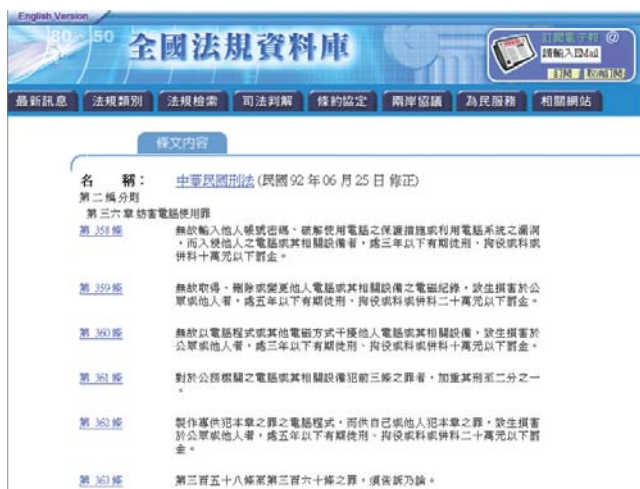 English Version
全國法規資料庫
訂閱電子報 @
請輸入EMail
訂閱 取消訂閱
最新訊息 法規類別 法規檢索 司法判解 條約協定 兩岸協議 為民服務 相關網站
條文內容
名 稱： 中華民國刑法 (民國 92 年 06 月 25 日 修正)
第 二 編 分則
第 三六 章 妨害電腦使用罪
第 358 條 無故輸入他人帳號密碼、破解使用電腦之保護措施或利用電腦系統之漏洞
，而入侵他人之電腦或其相關設備者，處三年以下有期徒刑、拘役或科或
併科十萬元以下罰金。
第 359 條 無故取得、刪除或變更他人電腦或其相關設備之電磁紀錄，致生損害於公
眾或他人者，處五年以下有期徒刑、拘役或科或併科二十萬元以下罰金。
第 360 條 無故以電腦程式或其他電磁方式干擾他人電腦或其相關設備，致生損害於
公眾或他人者，處三年以下有期徒刑、拘役或科或併科十萬元以下罰金。
第 361 條 對於公務機關之電腦或其相關設備犯前三條之罪者，加重其刑至二分之一
。
第 362 條 製作專供犯本章之罪之電腦程式，而供自己或他人犯本章之罪，致生損害
於公眾或他人者，處五年以下有期徒刑、拘役或科或併科二十萬元以下罰
金。
第 363 條 第三百五十八條至第三百六十條之罪，須告訴乃論。